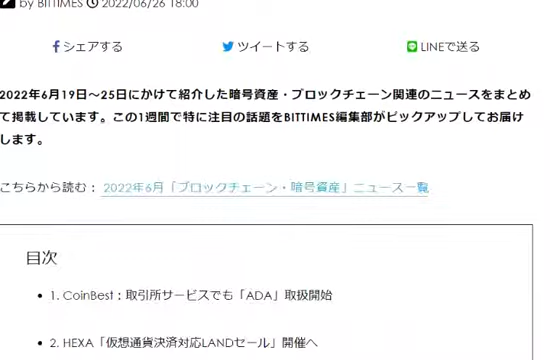 by BITTIMES 2022/06/26 18:00
シェアする ツイートする LINEで送る
2022年6月19日〜25日にかけて紹介した暗号資産・ブロックチェーン関連のニュースをまとめ
て掲載しています。この1週間で特に注目の話題をBITTIMES編集部がピックアップしてお届け
します。
こちらから読む： 2022年6月「ブロックチェーン・暗号資産」ニュース一覧
目次
1. CoinBest：取引所サービスでも「ADA」取扱開始
2. HEXA「仮想通貨決済対応LANDセール」開催へ